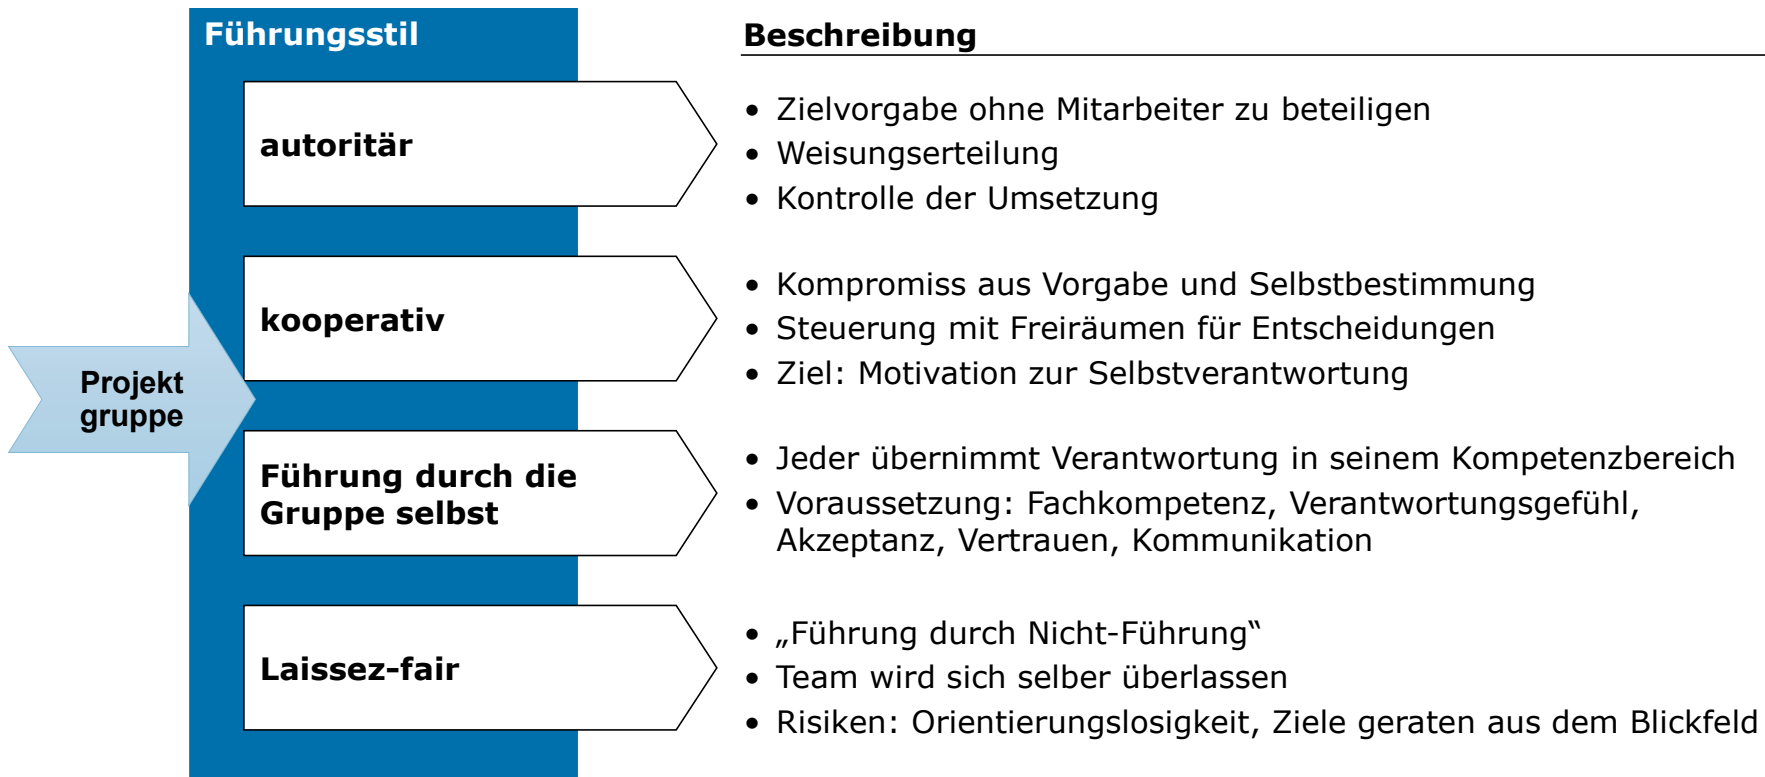 Führungsstil
Beschreibung
Projekt
gruppe
autoritär
• Zielvorgabe ohne Mitarbeiter zu beteiligen
• Weisungserteilung
• Kontrolle der Umsetzung
kooperativ
• Kompromiss aus Vorgabe und Selbstbestimmung
• Steuerung mit Freiräumen für Entscheidungen
• Ziel: Motivation zur Selbstverantwortung
Führung durch die
Gruppe selbst
• Jeder übernimmt Verantwortung in seinem Kompetenzbereich
• Voraussetzung: Fachkompetenz, Verantwortungsgefühl,
Akzeptanz, Vertrauen, Kommunikation
Laissez-fair
• „Führung durch Nicht-Führung“
• Team wird sich selber überlassen
• Risiken: Orientierungslosigkeit, Ziele geraten aus dem Blickfeld